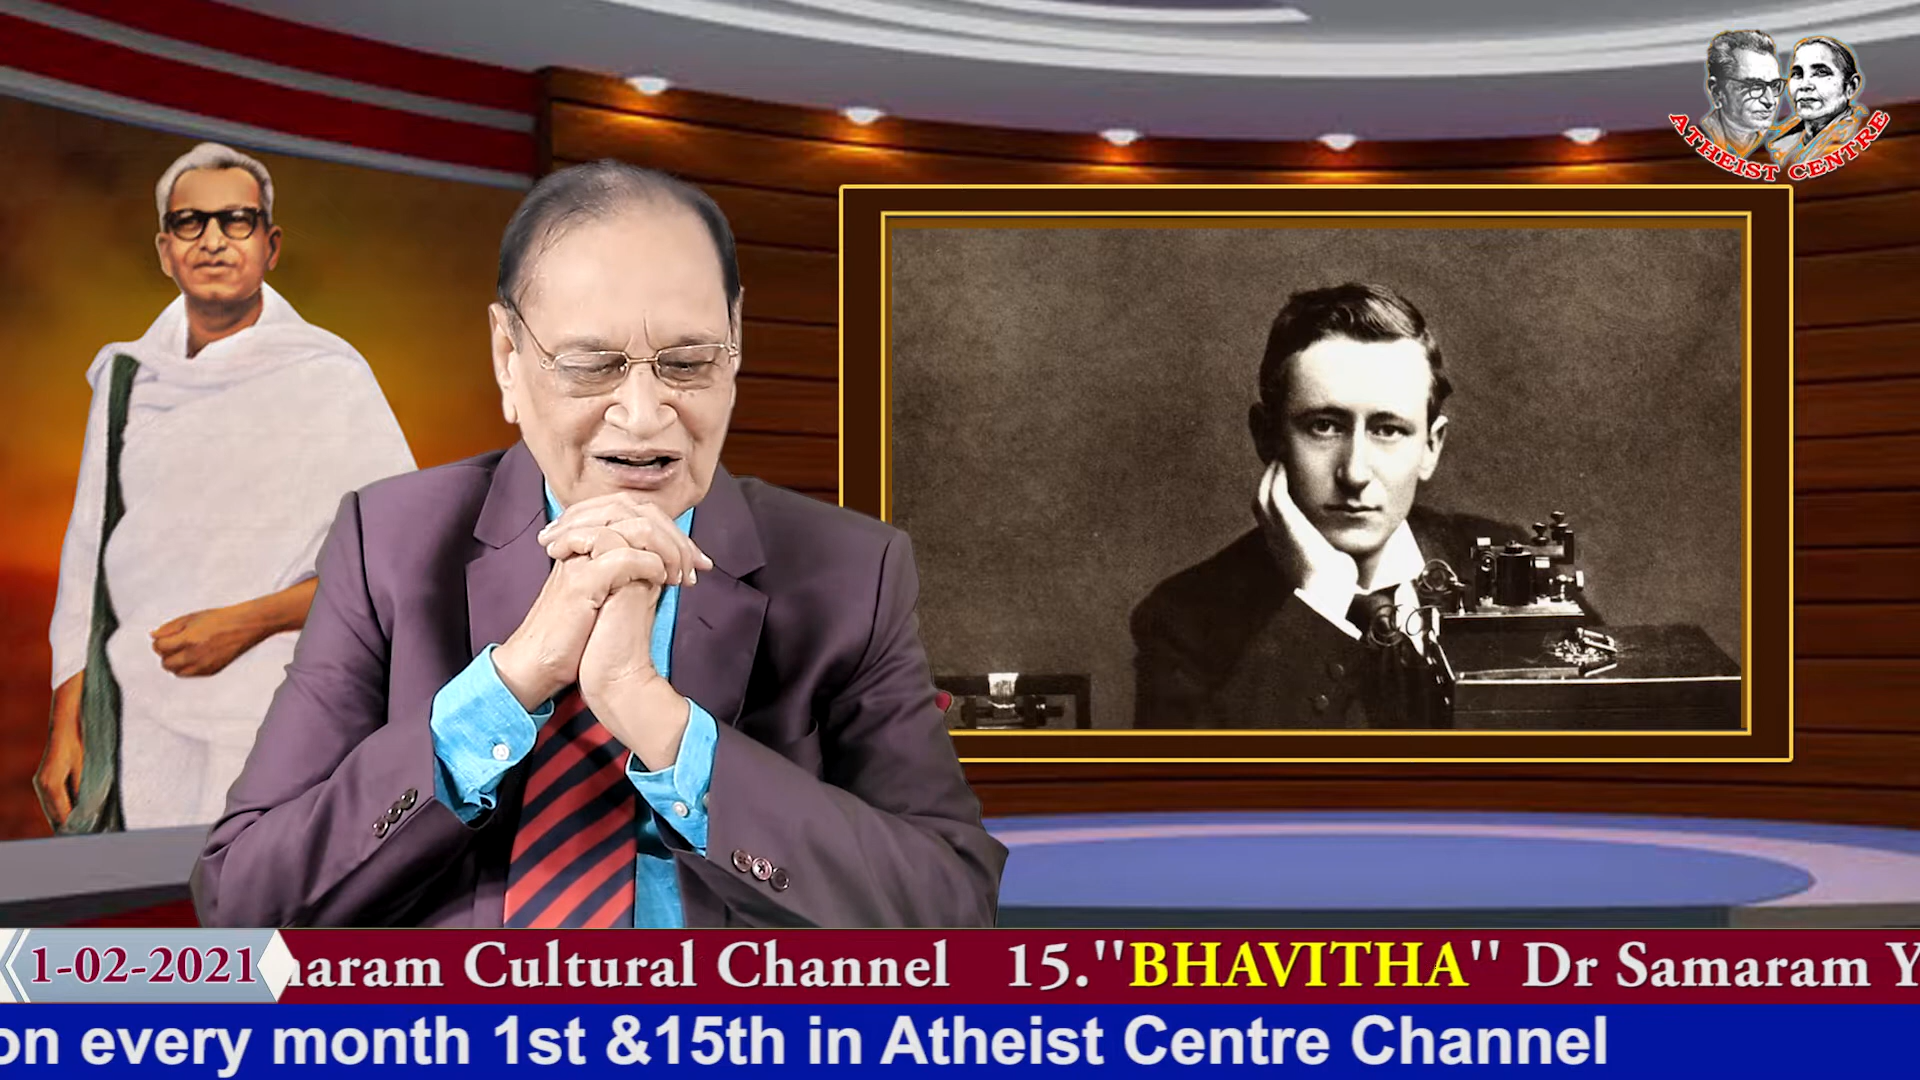 ATHEIST CENTRE
1-02-2021 Cultural Channel 15."BHAVITHA" Dr Samaram
on every month 1st &15th in Atheist Centre Channel